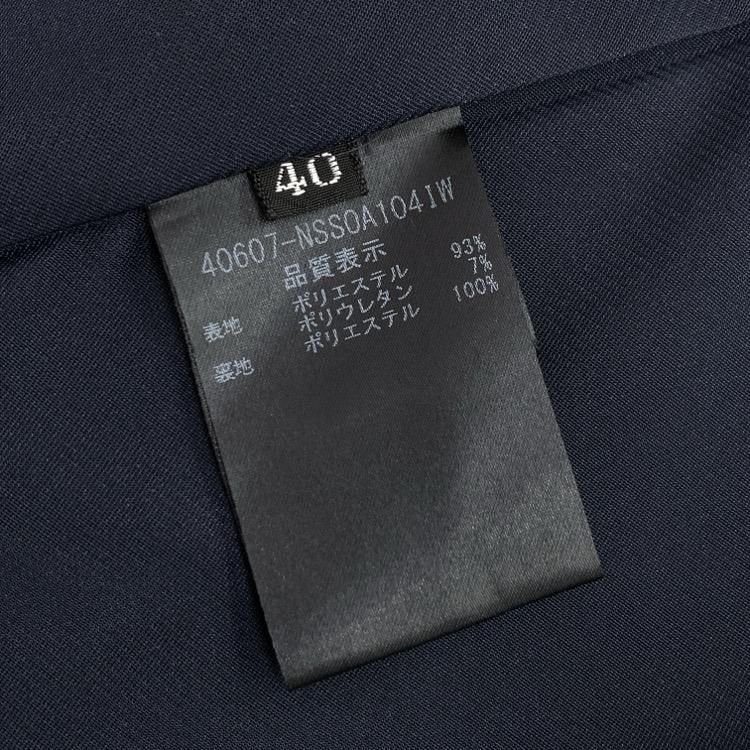 40
40607-NSSOA1041W
品質表示
表地 ポリエステル 93%
ポリウレタン 7%
裏地 ポリエステル 100%